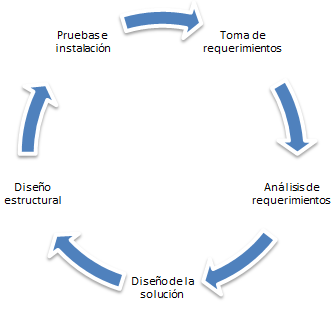 Pruebas e
instalación
Toma de
requerimientos
Análisis de
requerimientos
Diseño de la
solución
Diseño
estructural